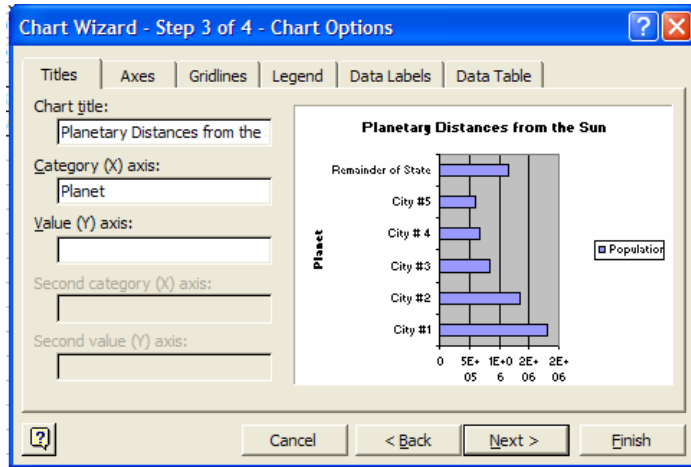 Chart Wizard - Step 3 of 4 - Chart Options
Titles Axes Gridlines Legend Data Labels Data Table
Chart title:
Planetary Distances from the
Category (X) axis:
Planet
Value (Y) axis:
Second category (X) axis:
Second value (Y) axis:
Planetary Distances from the Sun
Planet
Remainder of State
City #5
City # 4
City #3
City #2
City #1
0 5E+ 1E+0 2E+ 2E+
05 6 06 06
Population
Cancel < Back Next > Finish